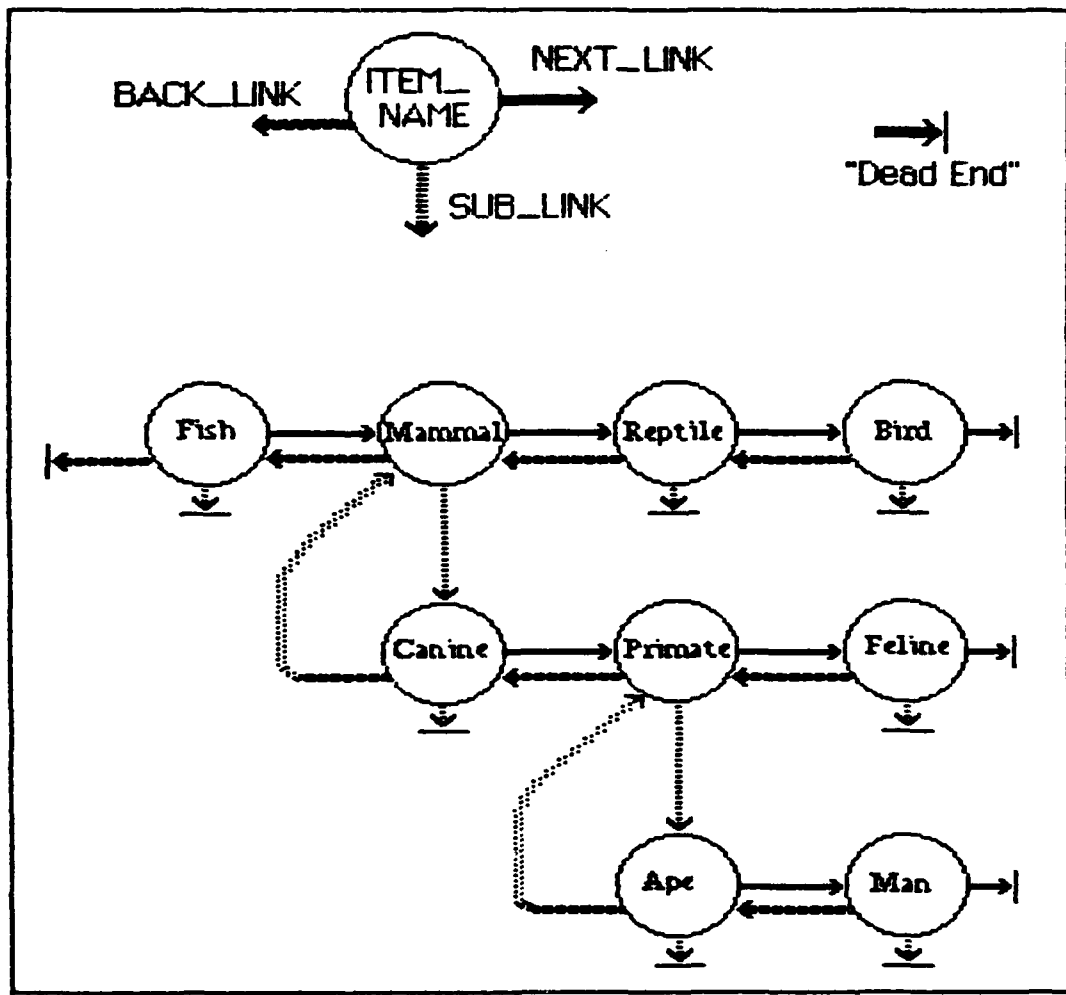 NEXT_LINK
BACK_LINK
ITEM_
NAME
"Dead End"
SUB_LINK
Fish
Mammal
Reptile
Bird
Canine
Primate
Feline
Ape
Man